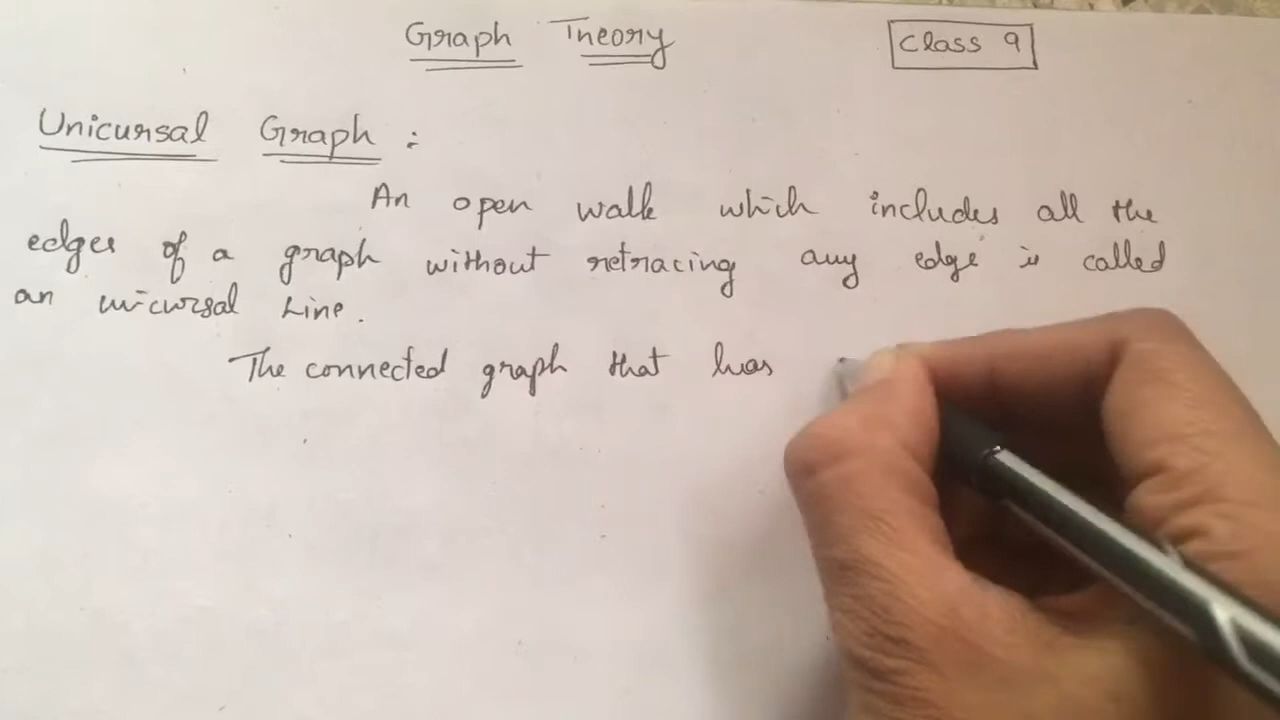 Graph Theory
Class 9
Unicursal Graph :
An open walk which includes all the
edges of a graph without retracing any edge is called
an unicursal Line.
The connected graph that has